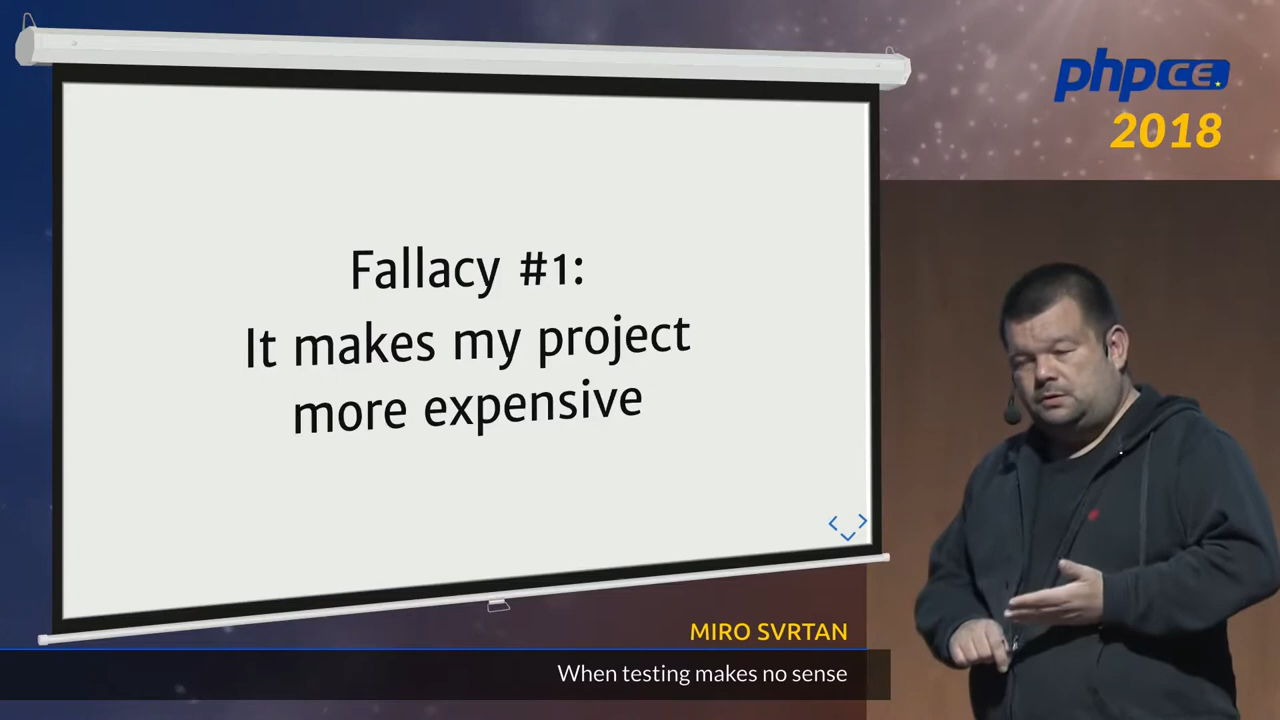 phpCE
2018
Fallacy #1:
It makes my project
more expensive
MIRO SVRTAN
When testing makes no sense